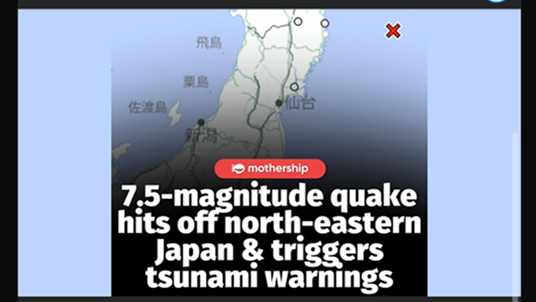 飛島
粟島
佐渡島
仙台
新潟
mothership
7.5-magnitude quake
hits off north-eastern
Japan & triggers
tsunami warnings